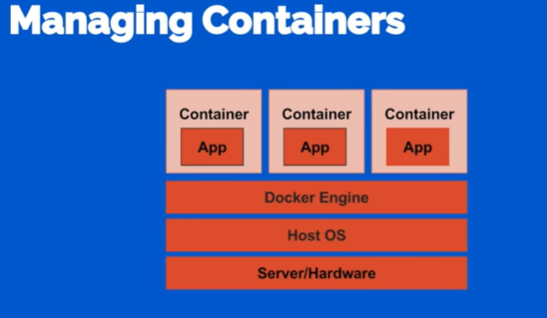 Managing Containers
Container Container Container
App App App
Docker Engine
Host OS
Server/Hardware